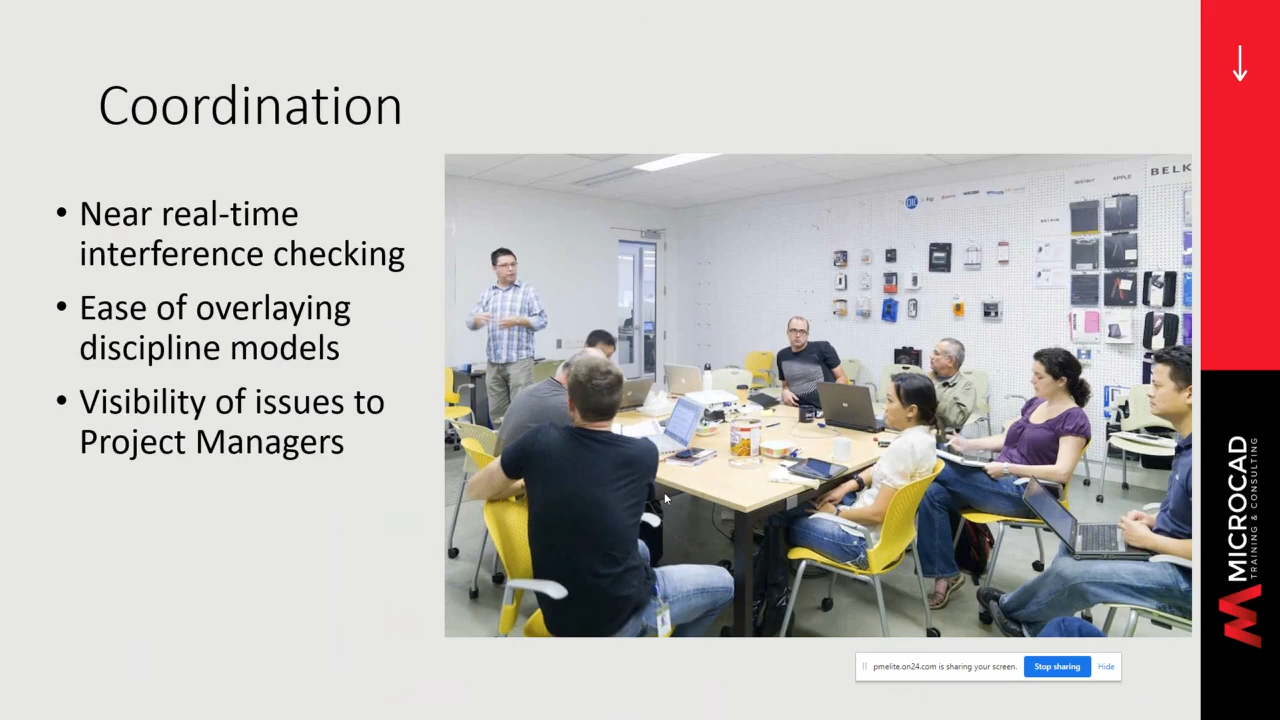 Coordination
• Near real-time
interference checking
• Ease of overlaying
discipline models
• Visibility of issues to
Project Managers
BELK
APPLE
BELKIN
pmelite.on24.com is sharing your screen.
Stop sharing
Hide
MICROCAD
TRAINING & CONSULTING